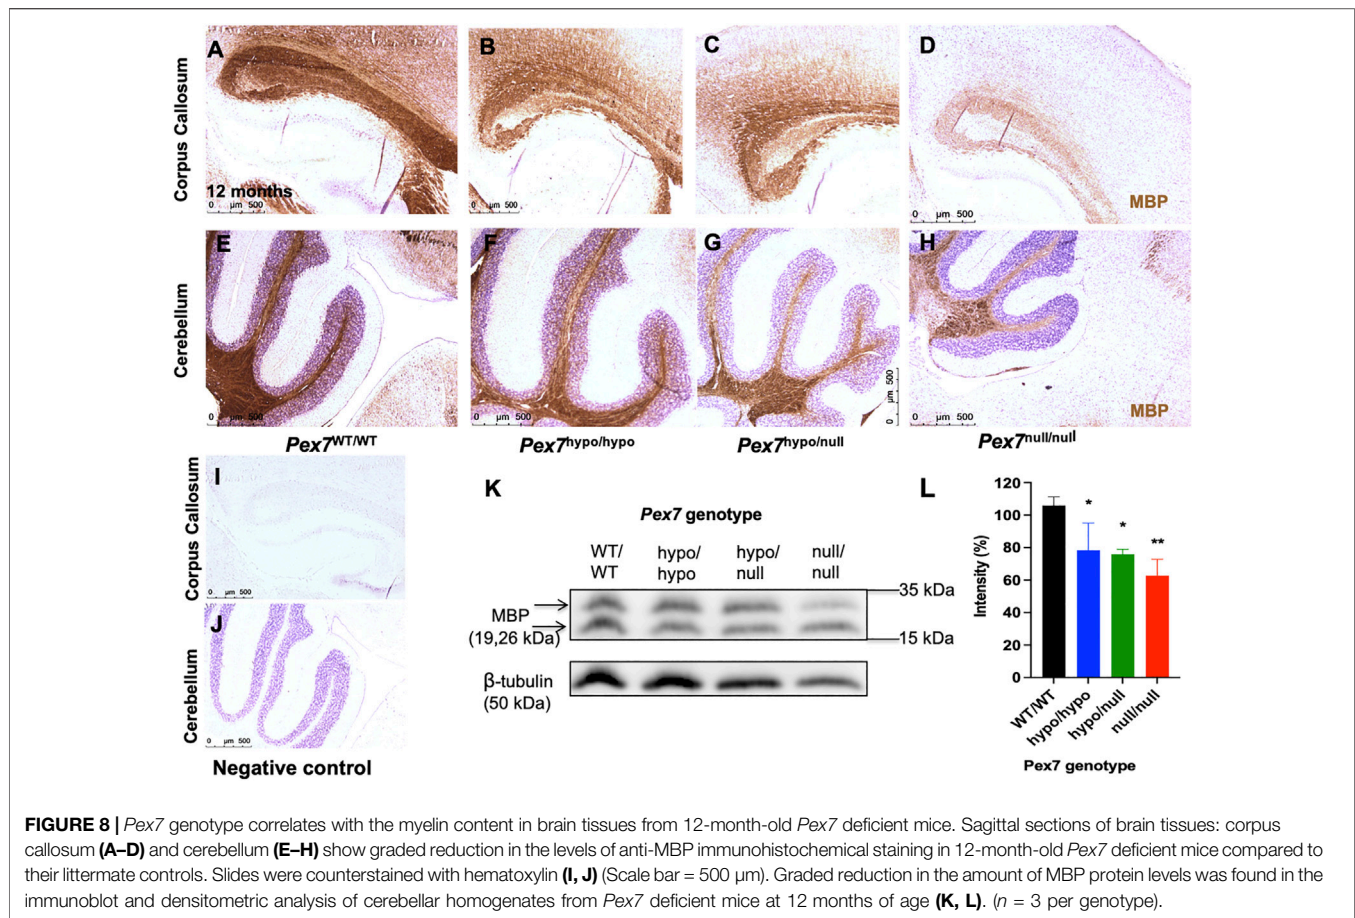 A
B
C
D
Corpus Callosum
12 months
0 µm 500
0 µm 500
0 µm 500
0 µm 500
MBP
E
F
G
H
Cerebellum
0 µm 500
0 µm 500
0 µm 500
0 µm 500
MBP
Pex7WT/WT
Pex7hypo/hypo
Pex7hypo/null
Pex7null/null
I
Corpus Callosum
0 µm 500
J
Cerebellum
0 µm 500
Negative control
K
Pex7 genotype
WT/ hypo/ hypo/ null/
WT hypo null null
35 kDa
MBP
(19,26 kDa)
15 kDa
β-tubulin
(50 kDa)
L
Intensity (%)
120
100
80
60
40
20
0
* * **
WT/WT
hypo/hypo
hypo/null
null/null
Pex7 genotype
FIGURE 8 | Pex7 genotype correlates with the myelin content in brain tissues from 12-month-old Pex7 deficient mice. Sagittal sections of brain tissues: corpus
callosum (A–D) and cerebellum (E–H) show graded reduction in the levels of anti-MBP immunohistochemical staining in 12-month-old Pex7 deficient mice compared to
their littermate controls. Slides were counterstained with hematoxylin (I, J) (Scale bar = 500 µm). Graded reduction in the amount of MBP protein levels was found in the
immunoblot and densitometric analysis of cerebellar homogenates from Pex7 deficient mice at 12 months of age (K, L). (n = 3 per genotype).